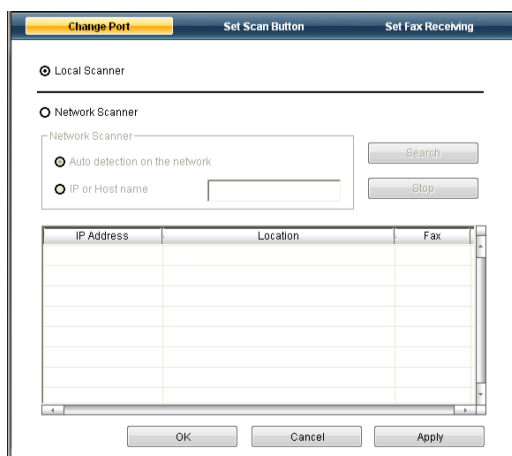 Change Port Set Scan Button Set Fax Receiving
Local Scanner
Network Scanner
Network Scanner
Auto detection on the network
Search
IP or Host name
Stop
IP Address Location Fax
OK Cancel Apply